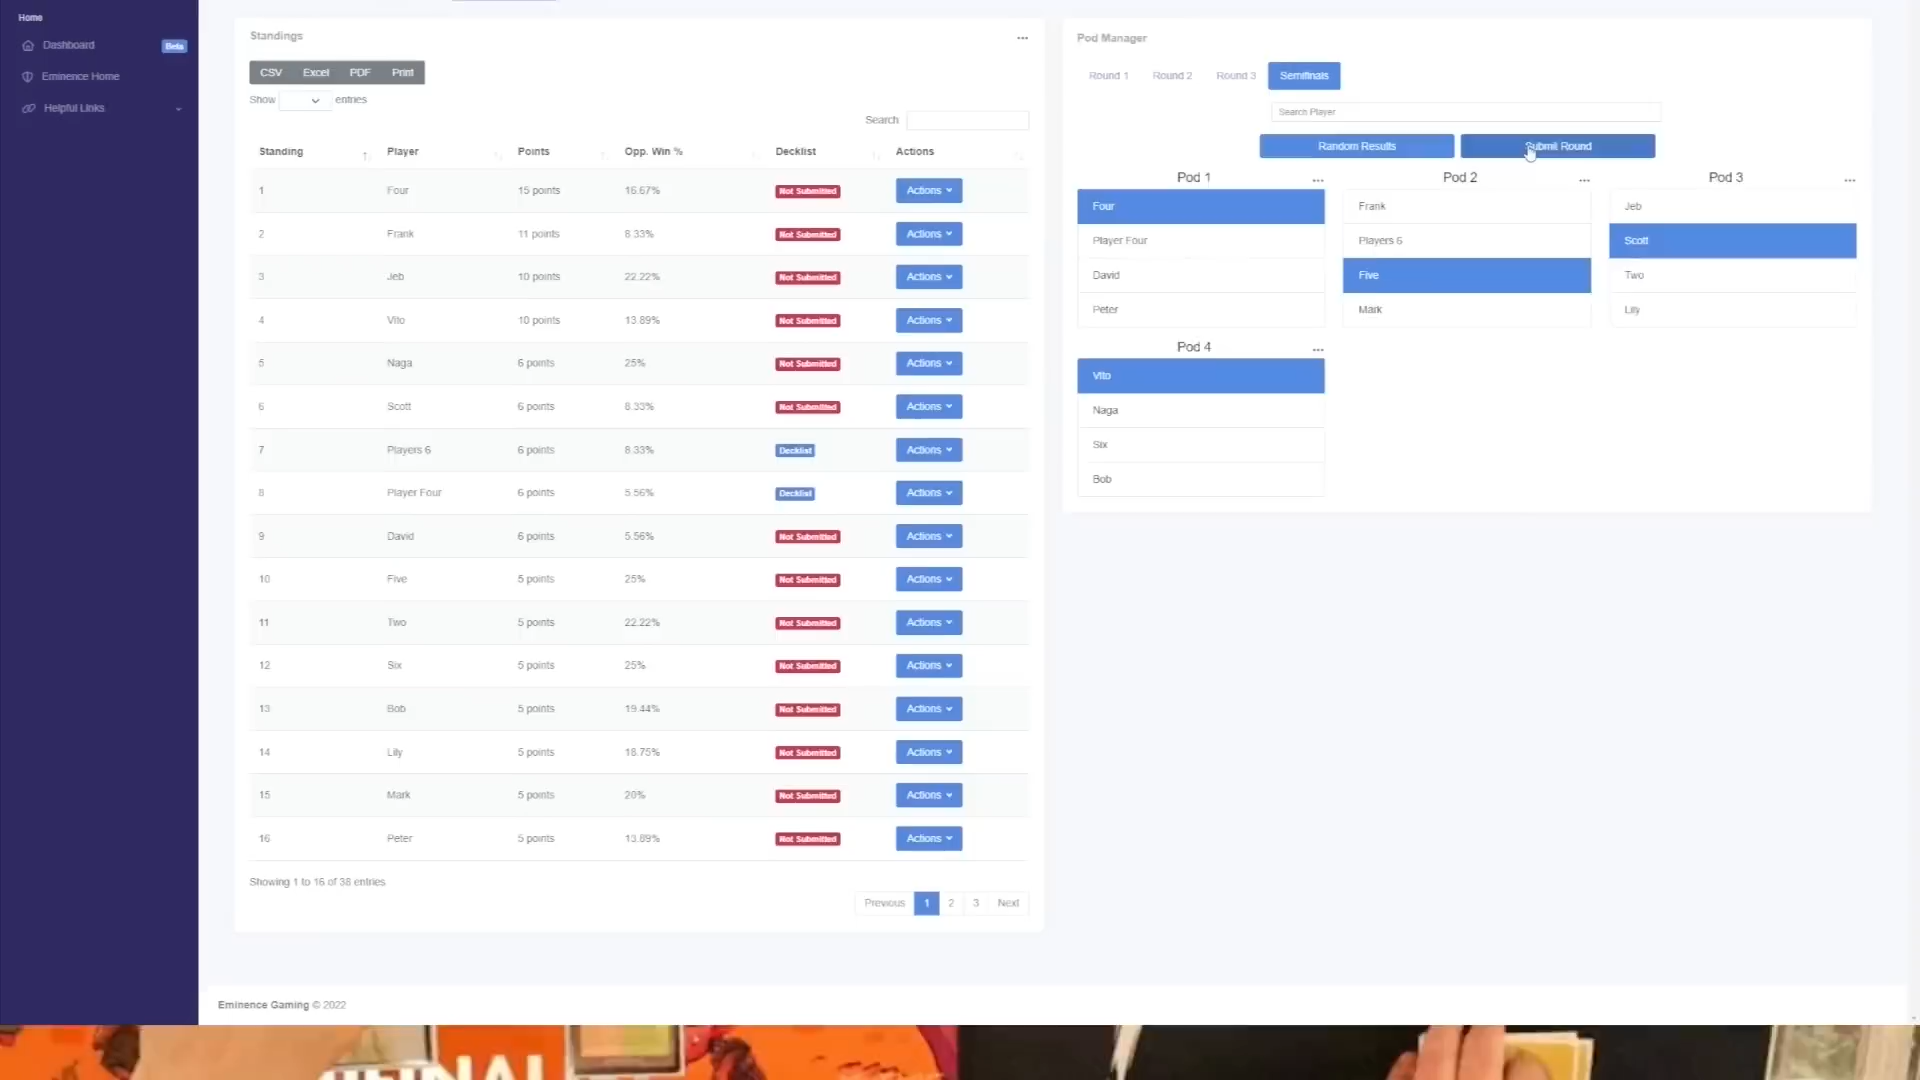 Home
Dashboard Beta
Eminence Home
Helpful Links
Standings
CSV Excel PDF Print
Show entries
Search
Standing Player Points Opp. Win % Decklist Actions
1 Four 15 points 16.67% Not Submitted Actions
2 Frank 11 points 8.33% Not Submitted Actions
3 Jeb 10 points 22.22% Not Submitted Actions
4 Vito 10 points 13.89% Not Submitted Actions
5 Naga 6 points 25% Not Submitted Actions
6 Scott 6 points 8.33% Not Submitted Actions
7 Players 6 6 points 8.33% Decklist Actions
8 Player Four 6 points 5.56% Decklist Actions
9 David 6 points 5.56% Not Submitted Actions
10 Five 5 points 25% Not Submitted Actions
11 Two 5 points 22.22% Not Submitted Actions
12 Six 5 points 25% Not Submitted Actions
13 Bob 5 points 19.44% Not Submitted Actions
14 Lily 5 points 18.75% Not Submitted Actions
15 Mark 5 points 20% Not Submitted Actions
16 Peter 5 points 13.89% Not Submitted Actions
Showing 1 to 16 of 38 entries
Previous 1 2 3 Next
Pod Manager
Round 1 Round 2 Round 3 Semifinals
Search Player
Random Results Submit Round
Pod 1
Four
Player Four
David
Peter
Pod 2
Frank
Players 6
Five
Mark
Pod 3
Jeb
Scott
Two
Lily
Pod 4
Vito
Naga
Six
Bob
Eminence Gaming © 2022